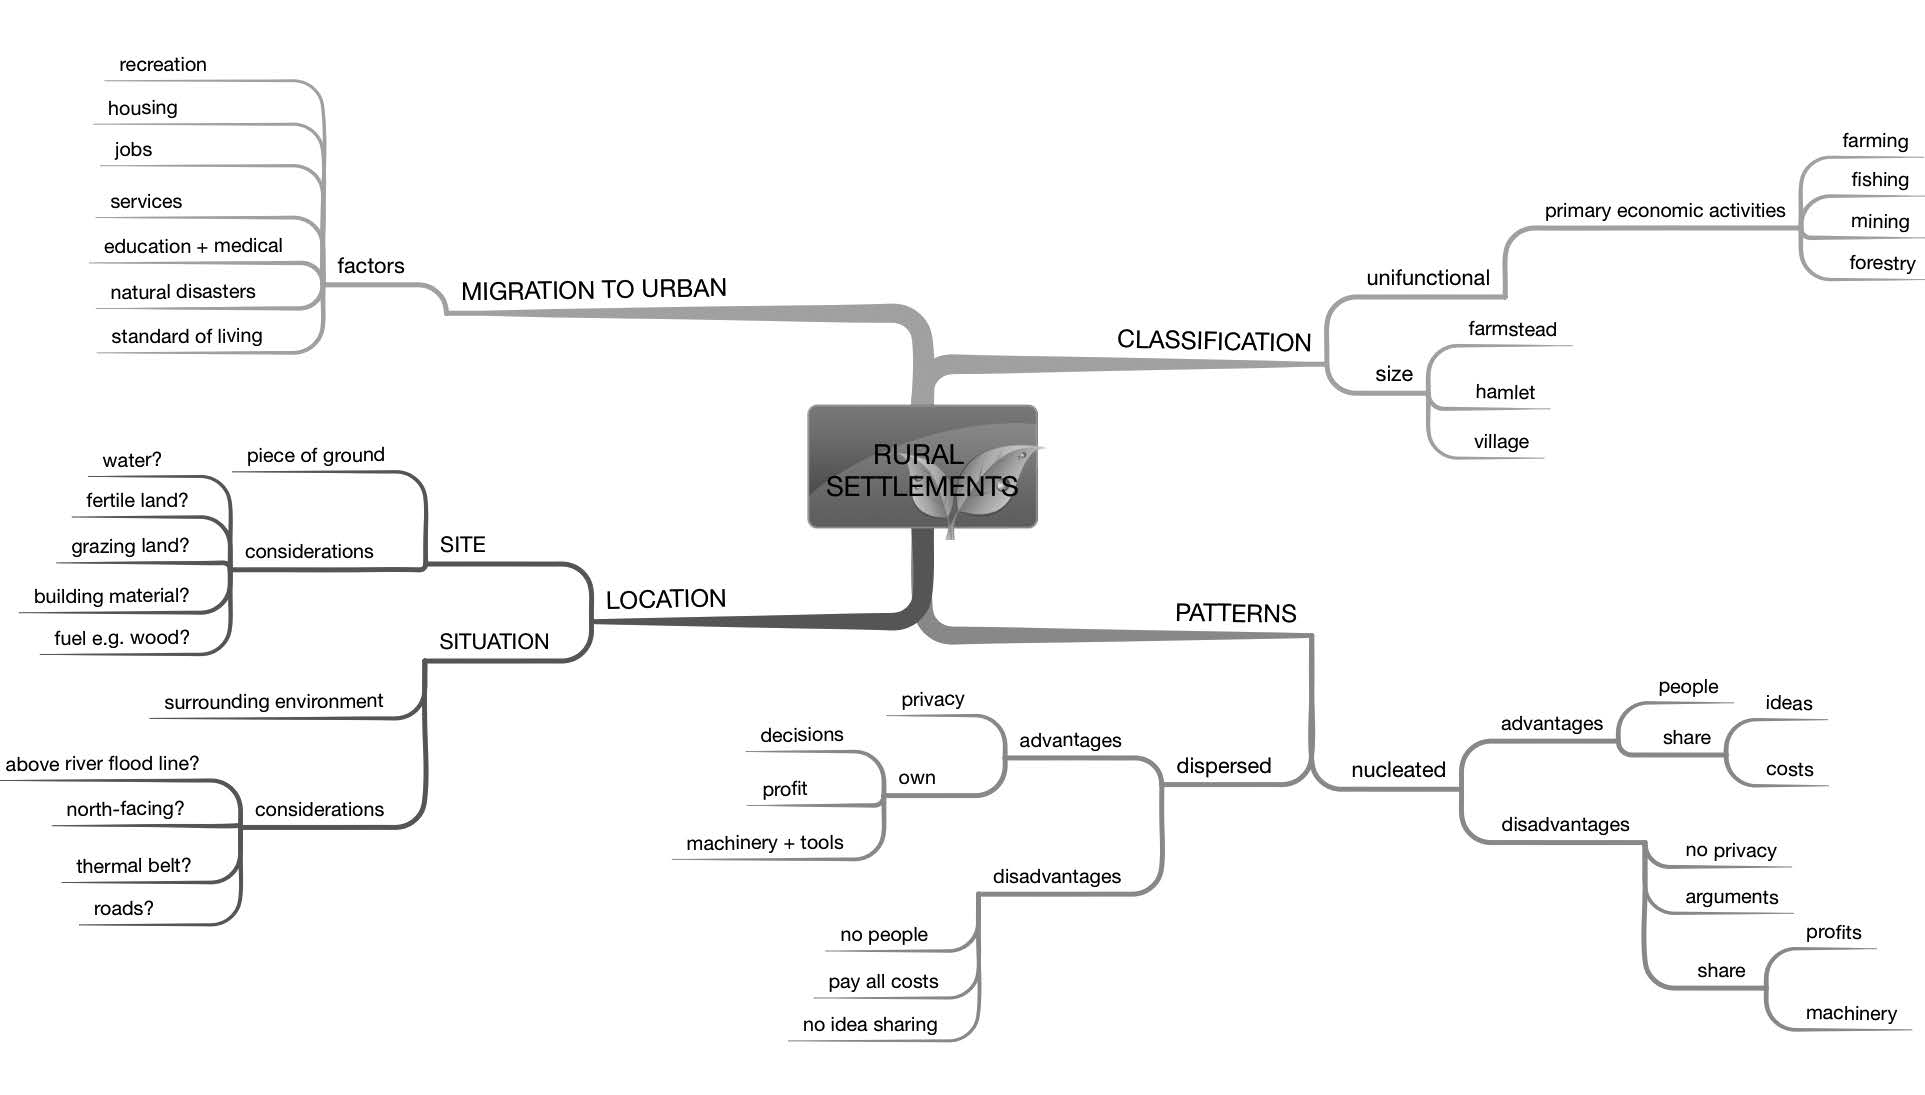 RURAL
SETTLEMENTS
MIGRATION TO URBAN
factors
recreation
housing
jobs
services
education + medical
natural disasters
standard of living
CLASSIFICATION
unifunctional
primary economic activities
farming
fishing
mining
forestry
size
farmstead
hamlet
village
LOCATION
SITE
piece of ground
considerations
water?
fertile land?
grazing land?
building material?
fuel e.g. wood?
SITUATION
surrounding environment
considerations
above river flood line?
north-facing?
thermal belt?
roads?
PATTERNS
dispersed
advantages
privacy
own
decisions
profit
machinery + tools
disadvantages
no people
pay all costs
no idea sharing
nucleated
advantages
people
share
ideas
costs
disadvantages
no privacy
arguments
share
profits
machinery